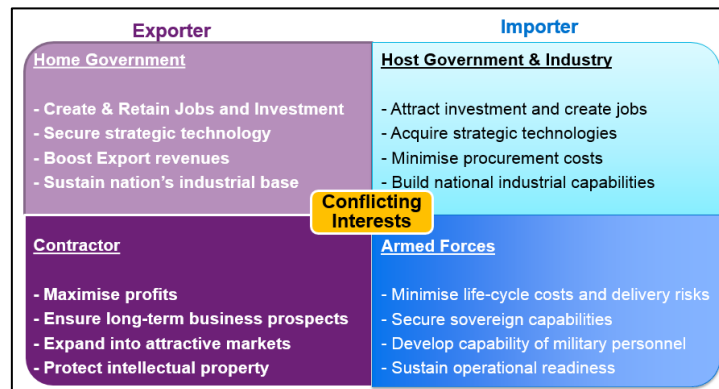 Exporter
Importer
Home Government
- Create & Retain Jobs and Investment
- Secure strategic technology
- Boost Export revenues
- Sustain nation's industrial base
Host Government & Industry
- Attract investment and create jobs
- Acquire strategic technologies
- Minimise procurement costs
- Build national industrial capabilities
Conflicting
Interests
Contractor
- Maximise profits
- Ensure long-term business prospects
- Expand into attractive markets
- Protect intellectual property
Armed Forces
- Minimise life-cycle costs and delivery risks
- Secure sovereign capabilities
- Develop capability of military personnel
- Sustain operational readiness